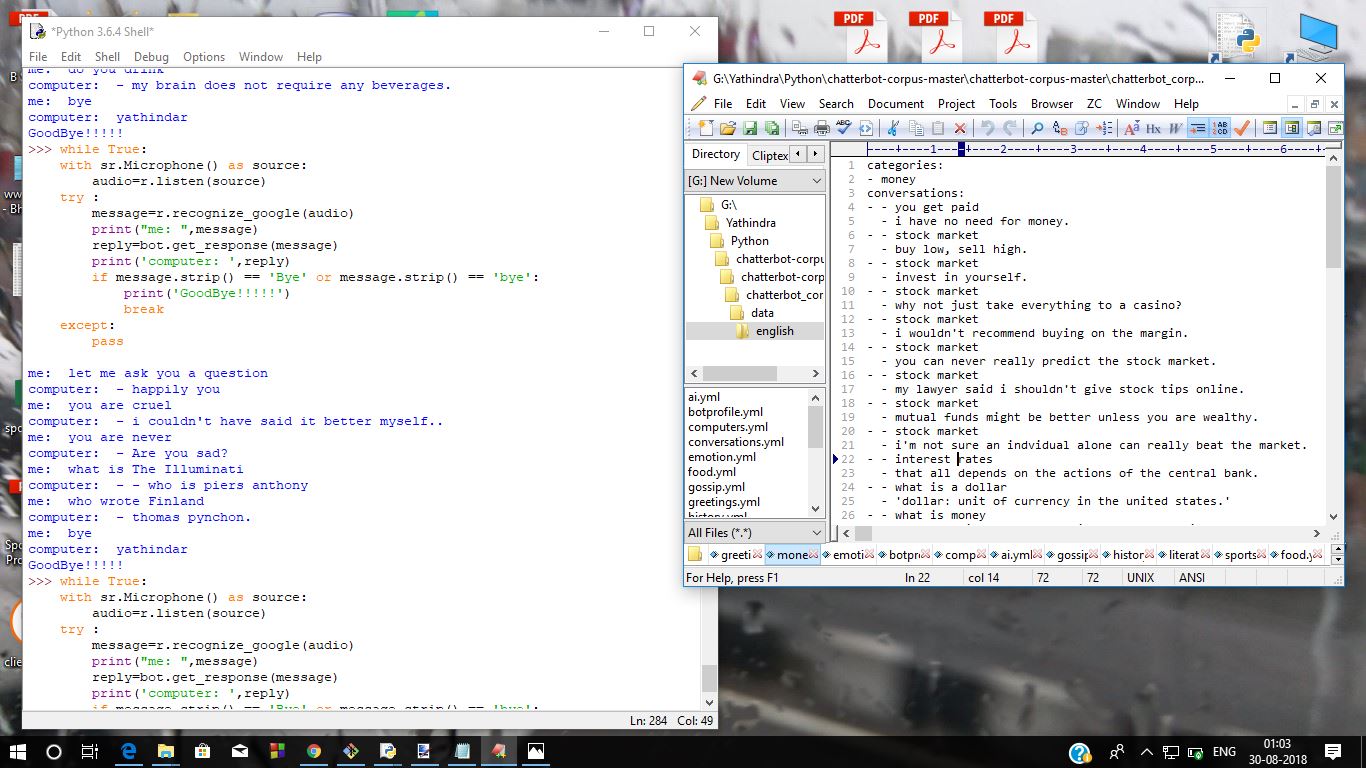 PDF
PDF PDF PDF
*Python 3.6.4 Shell*
File Edit Shell Debug Options Window Help
me:  do you drink
computer:  - my brain does not require any beverages.
me:  bye
computer:  yathindar
GoodBye!!!!!
>>> while True:
    with sr.Microphone() as source:
        audio=r.listen(source)
    try :
        message=r.recognize_google(audio)
        print("me: ",message)
        reply=bot.get_response(message)
        print('computer: ',reply)
        if message.strip() == 'Bye' or message.strip() == 'bye':
            print('GoodBye!!!!!')
            break
    except:
        pass
me:  let me ask you a question
computer:  - happily you
me:  you are cruel
computer:  - i couldn't have said it better myself..
me:  you are never
computer:  - Are you sad?
me:  what is The Illuminati
computer:  - - who is piers anthony
me:  who wrote Finland
computer:  - thomas pynchon.
me:  bye
computer:  yathindar
GoodBye!!!!!
>>> while True:
    with sr.Microphone() as source:
        audio=r.listen(source)
    try :
        message=r.recognize_google(audio)
        print("me: ",message)
        reply=bot.get_response(message)
        print('computer: ',reply)
        if message.strip() == 'Bye' or message.strip() == 'bye':
Ln: 284 Col: 49
G:\Yathindra\Python\chatterbot-corpus-master\chatterbot-corpus-master\chatterbot_corp...
File Edit View Search Document Project Tools Browser ZC Window Help
Directory Cliptex
[G:] New Volume
G:\
Yathindra
Python
chatterbot-corpu
chatterbot-corp
chatterbot_cor
data
english
ai.yml
botprofile.yml
computers.yml
conversations.yml
emotion.yml
food.yml
gossip.yml
greetings.yml
history.yml
All Files (*.*)
----+----1----+----2----+----3----+----4----+----5----+----6----+
1 categories:
2 - money
3 conversations:
4 - - you get paid
5   - i have no need for money.
6 - - stock market
7   - buy low, sell high.
8 - - stock market
9   - invest in yourself.
10 - - stock market
11   - why not just take everything to a casino?
12 - - stock market
13   - i wouldn't recommend buying on the margin.
14 - - stock market
15   - you can never really predict the stock market.
16 - - stock market
17   - my lawyer said i shouldn't give stock tips online.
18 - - stock market
19   - mutual funds might be better unless you are wealthy.
20 - - stock market
21   - i'm not sure an indvidual alone can really beat the market.
22 - - interest rates
23   - that all depends on the actions of the central bank.
24 - - what is a dollar
25   - 'dollar: unit of currency in the united states.'
26 - - what is money
greeti mone emoti botpr comp ai.yml gossip histor literat sports food.y
For Help, press F1 ln 22 col 14 72 72 UNIX ANSI
ENG
01:03
30-08-2018